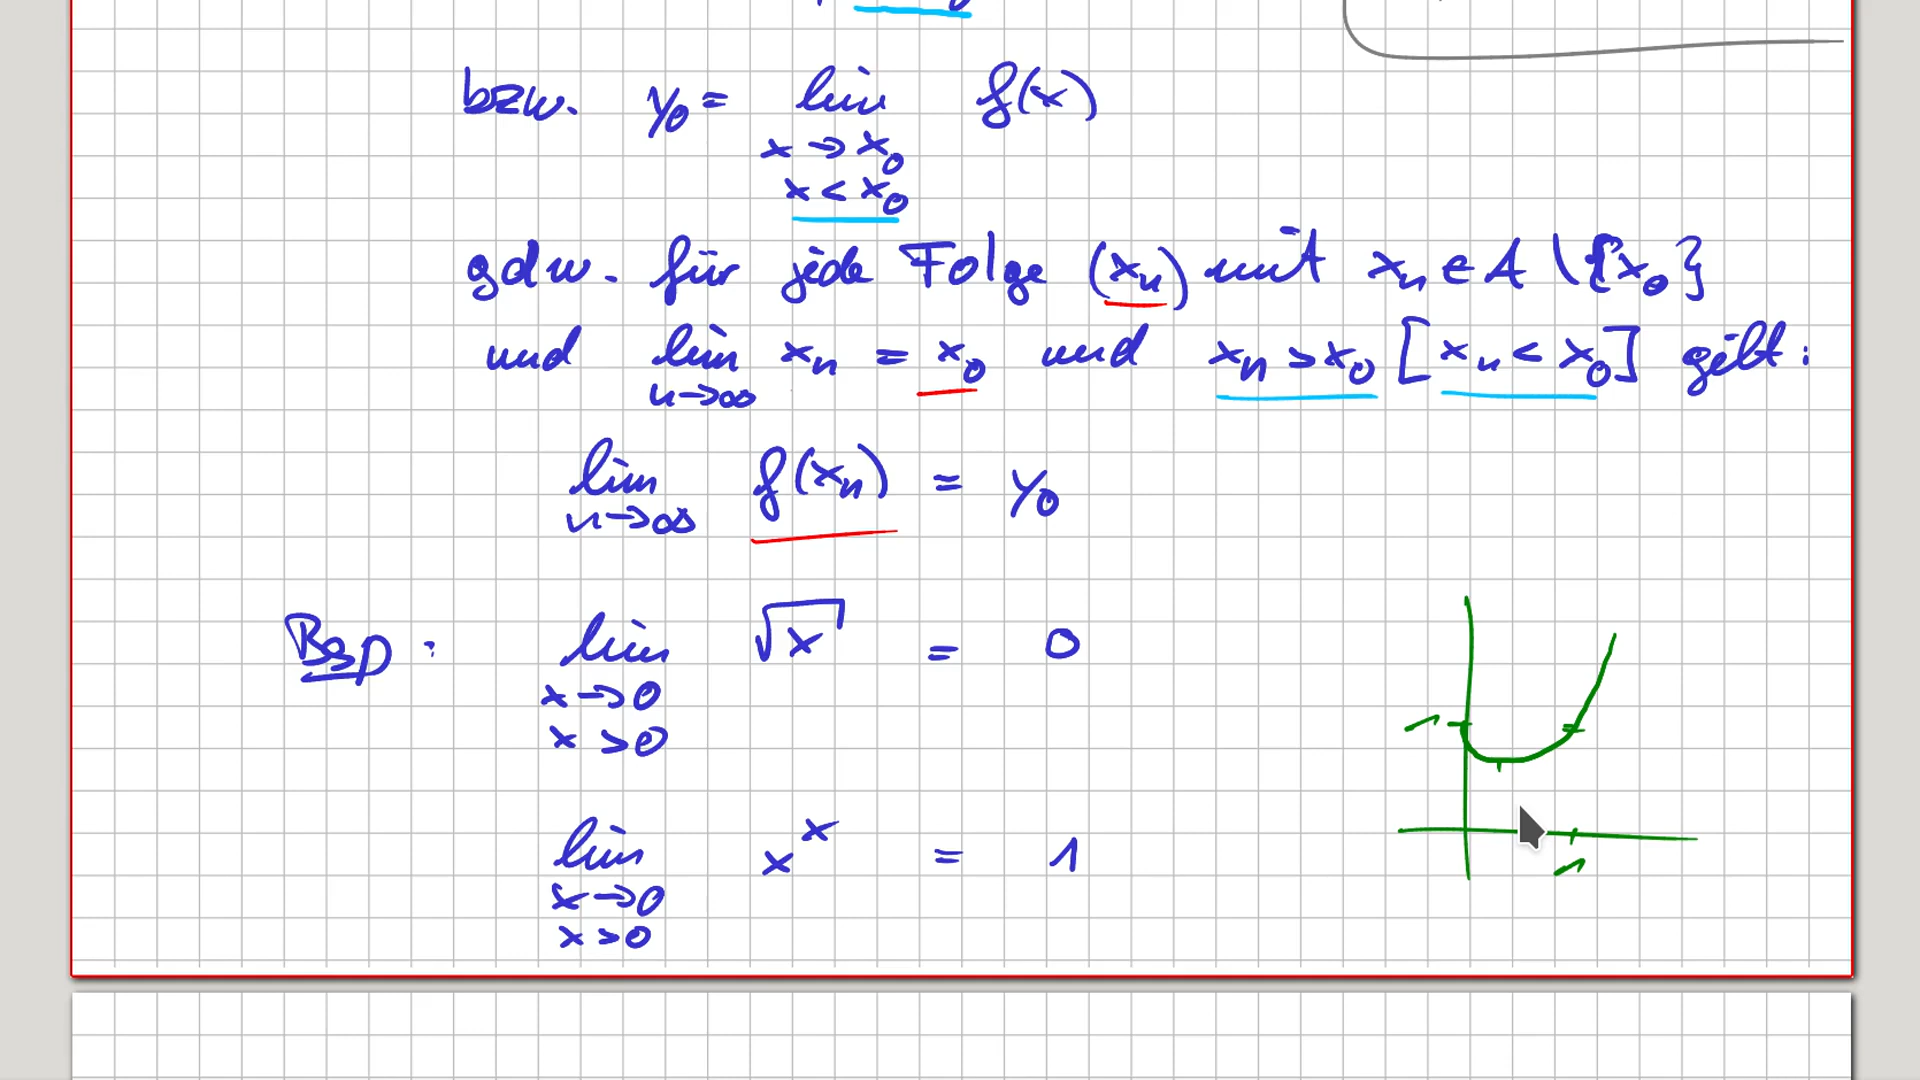 bzw. y₀ = lim f(x)
x → x₀
x < x₀
gdw. für jede Folge (xₙ) mit xₙ ∈ A \ {x₀}
und lim xₙ = x₀ und xₙ > x₀ [xₙ < x₀] gilt:
n→∞
lim f(xₙ) = y₀
n→∞
Bsp: lim √x = 0
x → 0
x > 0
1
lim xˣ = 1
x → 0
x > 0
1